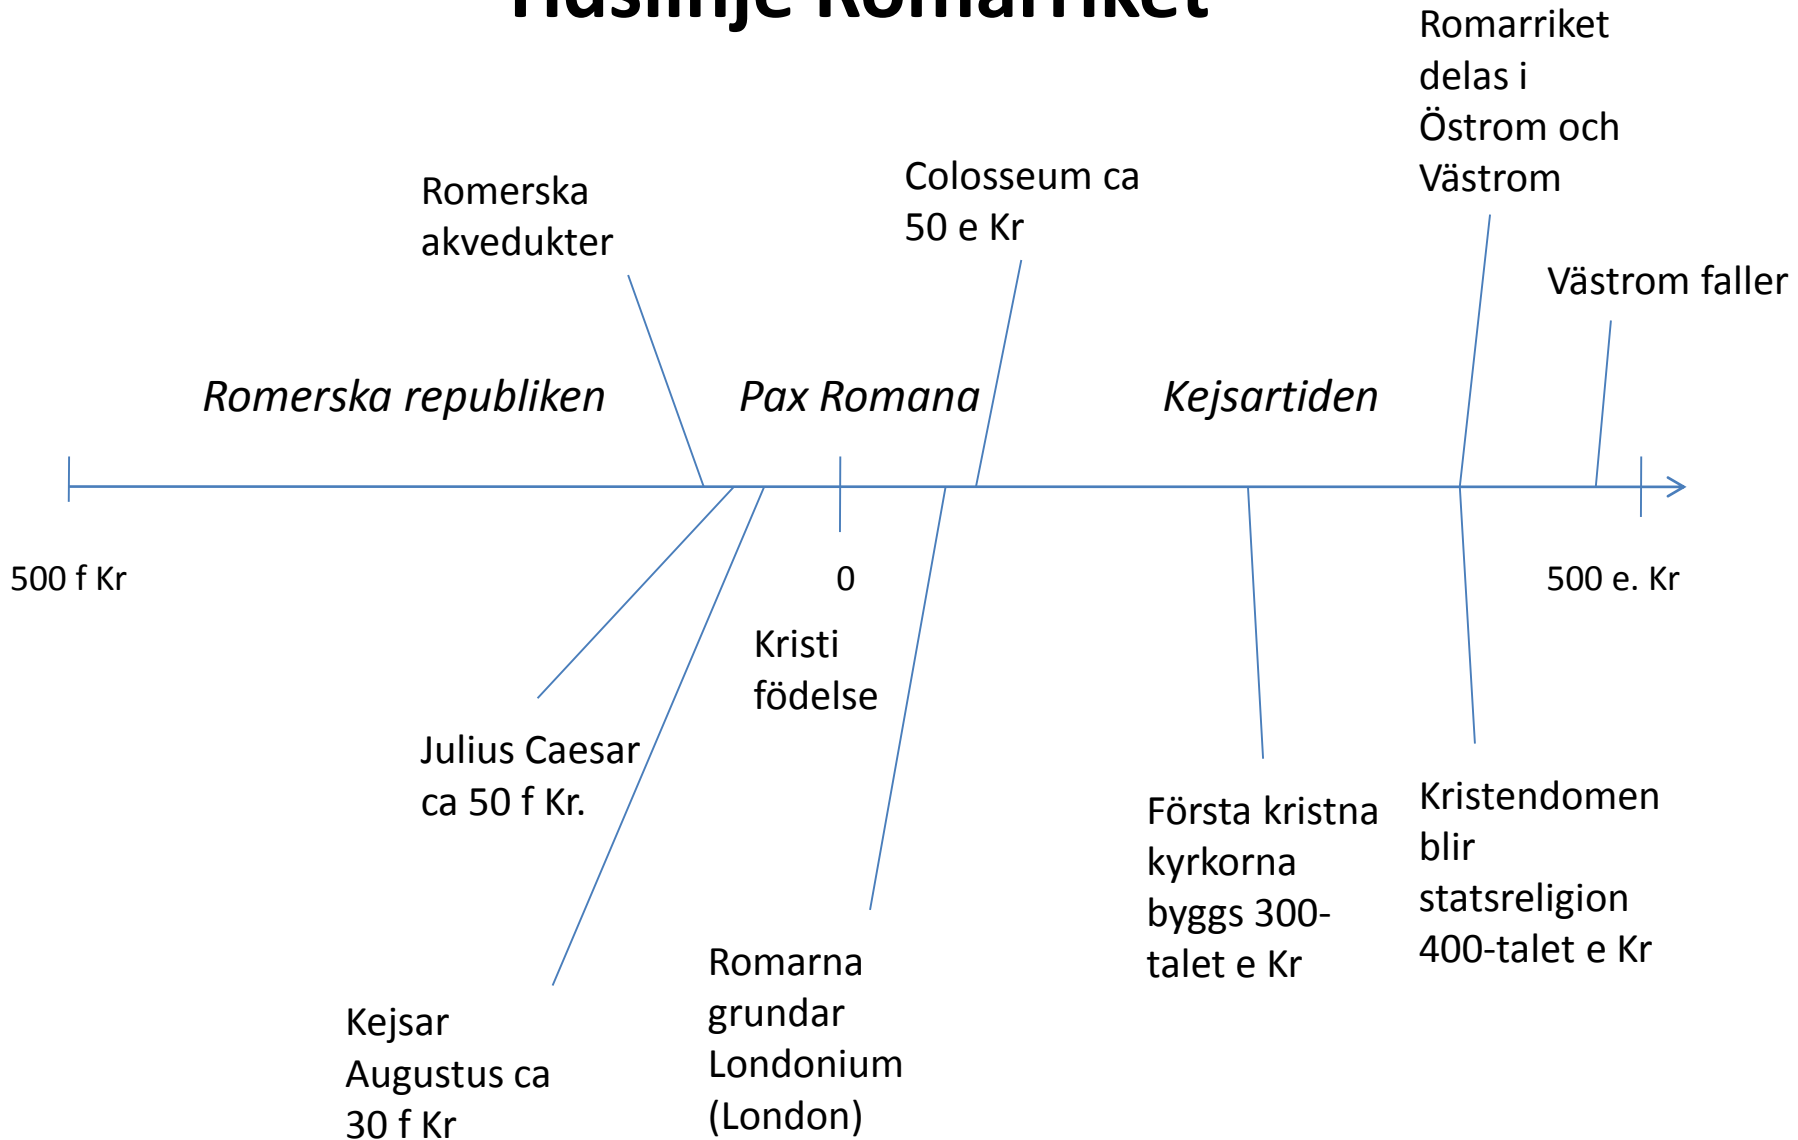 Tidslinje Romarriket
Romarriket
delas i
Östrom och
Västrom
Colosseum ca
50 e Kr
Romerska
akvedukter
Västrom faller
Romerska republiken
Pax Romana
Kejsartiden
500 f Kr
0
500 e. Kr
Kristi
födelse
Julius Caesar
ca 50 f Kr.
Första kristna
kyrkorna
byggs 300-
talet e Kr
Kristendomen
blir
statsreligion
400-talet e Kr
Romarna
grundar
Londonium
(London)
Kejsar
Augustus ca
30 f Kr